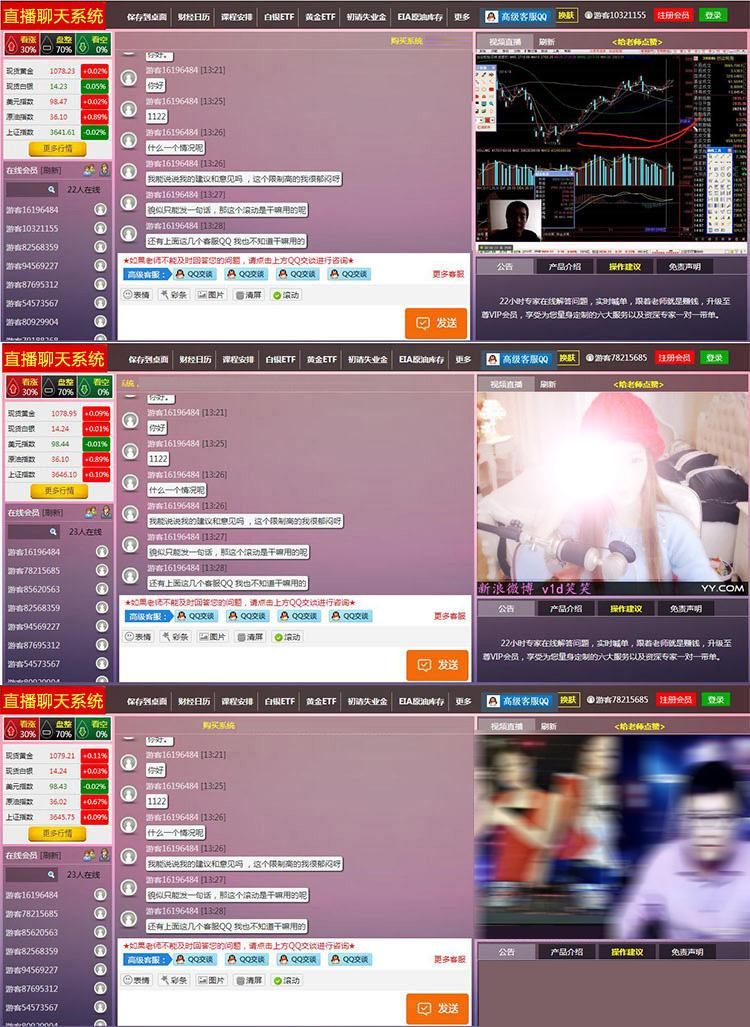 直播聊天系统
保存到桌面 财经日历 课程安排 白银ETF 黄金ETF 初请失业金 EIA原油库存 更多
高级客服QQ 换肤 游客10321155 注册会员 登录
看涨 30% 盘整 70% 看空 0%
现货黄金 1078.23 +0.02%
现货白银 14.23 -0.05%
美元指数 98.47 +0.02%
原油指数 36.10 +0.89%
上证指数 3641.61 -0.02%
更多行情
在线会员 [刷新]
22人在线
游客16196484
游客10321155
游客82568359
游客94569227
游客87695312
游客54573567
游客80929904
购买系统
你好。
游客16196484 [13:21]
你好
游客16196484 [13:25]
1122
游客16196484 [13:26]
什么一个情况呢
游客16196484 [13:26]
我能说说我的建议和意见吗 ，这个限制高的我很郁闷呀
游客16196484 [13:27]
貌似只能发一句话，那这个滚动是干嘛用的呢
游客16196484 [13:28]
还有上面这几个客服QQ 我也不知道干嘛用的
★如果老师不能及时回答您的问题，请点击上方QQ交谈进行咨询★
高级客服： QQ交谈 QQ交谈 QQ交谈 QQ交谈 更多客服
表情 彩条 图片 清屏 滚动
发送
视频直播 刷新 <给老师点赞>
公告 产品介绍 操作建议 免责声明
22小时专家在线解答问题，实时喊单，跟着老师就是赚钱，升级至
尊VIP会员，享受为您量身定制的六大服务以及资深专家一对一带单。
直播聊天系统
保存到桌面 财经日历 课程安排 白银ETF 黄金ETF 初请失业金 EIA原油库存 更多
高级客服QQ 换肤 游客78215685 注册会员 登录
看涨 30% 盘整 70% 看空 0%
现货黄金 1078.95 +0.09%
现货白银 14.24 +0.01%
美元指数 98.44 -0.01%
原油指数 36.10 +0.89%
上证指数 3646.10 +0.10%
更多行情
在线会员 [刷新]
23人在线
游客16196484
游客78215685
游客85620563
游客82568359
游客94569227
游客87695312
游客54573567
系统，
你好。
游客16196484 [13:21]
你好
游客16196484 [13:25]
1122
游客16196484 [13:26]
什么一个情况呢
游客16196484 [13:26]
我能说说我的建议和意见吗 ，这个限制高的我很郁闷呀
游客16196484 [13:27]
貌似只能发一句话，那这个滚动是干嘛用的呢
游客16196484 [13:28]
还有上面这几个客服QQ 我也不知道干嘛用的
★如果老师不能及时回答您的问题，请点击上方QQ交谈进行咨询★
高级客服： QQ交谈 QQ交谈 QQ交谈 QQ交谈 更多客服
表情 彩条 图片 清屏 滚动
发送
视频直播 刷新 <给老师点赞>
新浪微博 v1d笑笑 YY.COM
公告 产品介绍 操作建议 免责声明
22小时专家在线解答问题，实时喊单，跟着老师就是赚钱，升级至
尊VIP会员，享受为您量身定制的六大服务以及资深专家一对一带单。
直播聊天系统
保存到桌面 财经日历 课程安排 白银ETF 黄金ETF 初请失业金 EIA原油库存 更多
高级客服QQ 换肤 游客78215685 注册会员 登录
看涨 30% 盘整 70% 看空 0%
现货黄金 1079.21 +0.11%
现货白银 14.24 +0.03%
美元指数 98.43 -0.02%
原油指数 36.02 +0.67%
上证指数 3645.75 +0.09%
更多行情
在线会员 [刷新]
23人在线
游客16196484
游客78215685
游客85620563
游客82568359
游客94569227
游客87695312
游客54573567
游客80929904
购买系统
你好。
游客16196484 [13:21]
你好
游客16196484 [13:25]
1122
游客16196484 [13:26]
什么一个情况呢
游客16196484 [13:26]
我能说说我的建议和意见吗 ，这个限制高的我很郁闷呀
游客16196484 [13:27]
貌似只能发一句话，那这个滚动是干嘛用的呢
游客16196484 [13:28]
还有上面这几个客服QQ 我也不知道干嘛用的
★如果老师不能及时回答您的问题，请点击上方QQ交谈进行咨询★
高级客服： QQ交谈 QQ交谈 QQ交谈 QQ交谈 更多客服
表情 彩条 图片 清屏 滚动
发送
视频直播 刷新 <给老师点赞>
公告 产品介绍 操作建议 免责声明